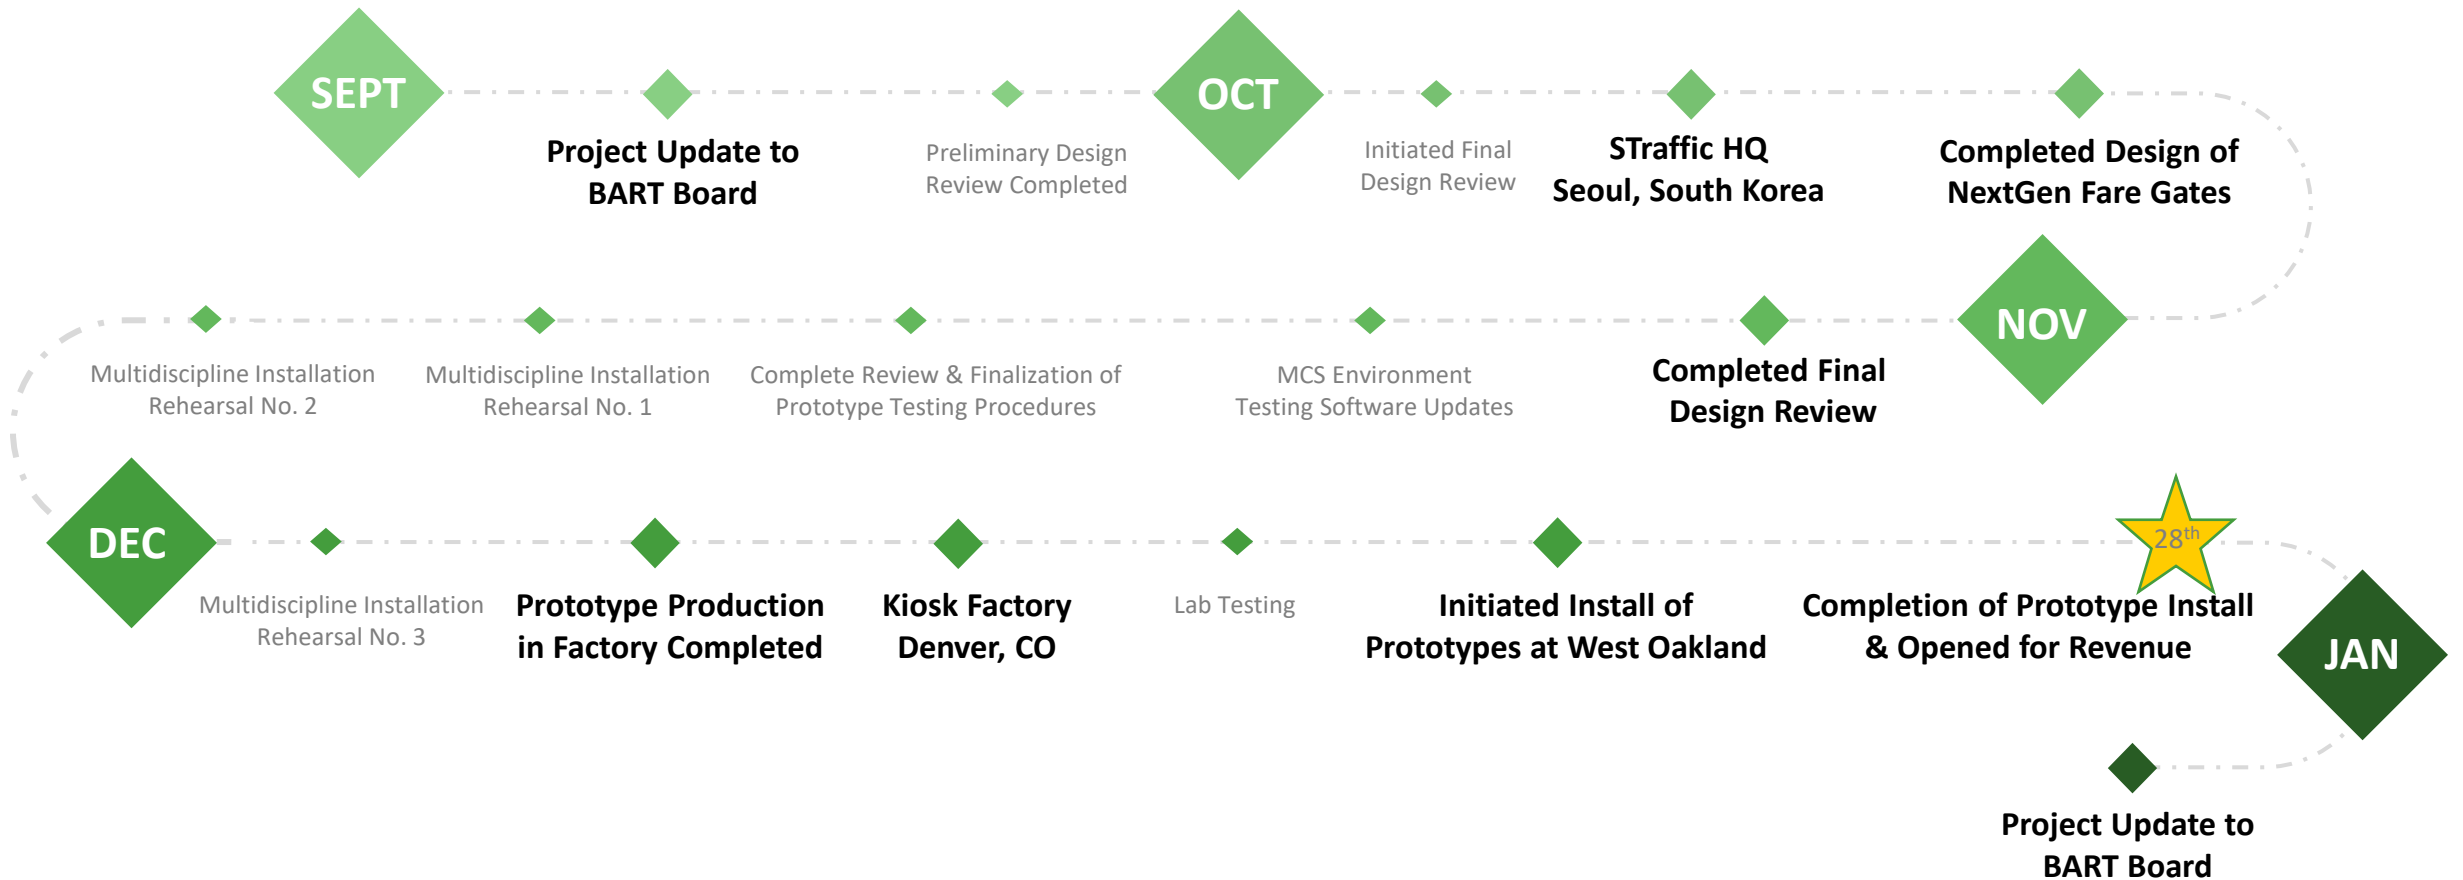 SEPT
Project Update to
BART Board
Preliminary Design
Review Completed
OCT
Initiated Final
Design Review
STraffic HQ
Seoul, South Korea
Completed Design of
NextGen Fare Gates
NOV
Completed Final
Design Review
MCS Environment
Testing Software Updates
Complete Review & Finalization of
Prototype Testing Procedures
Multidiscipline Installation
Rehearsal No. 1
Multidiscipline Installation
Rehearsal No. 2
DEC
Multidiscipline Installation
Rehearsal No. 3
Prototype Production
in Factory Completed
Kiosk Factory
Denver, CO
Lab Testing
Initiated Install of
Prototypes at West Oakland
28th
Completion of Prototype Install
& Opened for Revenue
JAN
Project Update to
BART Board